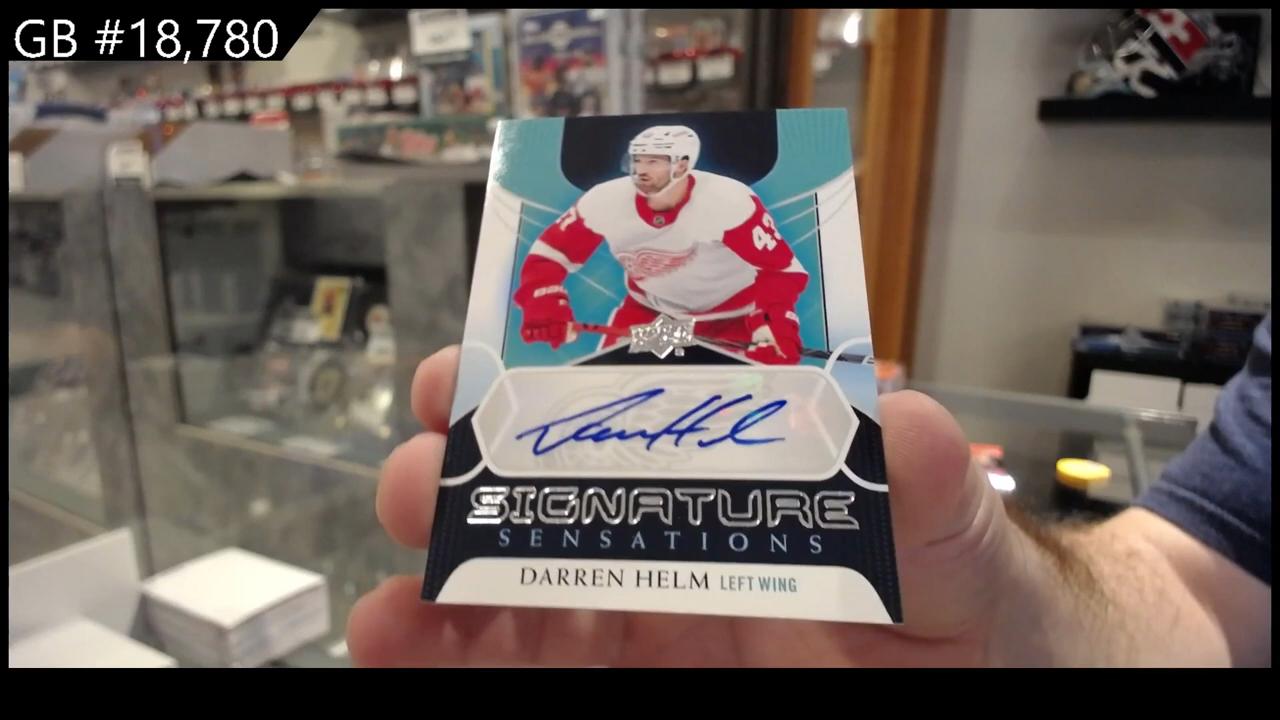 GB #18,780
43
SIGNATURE
SENSATIONS
DARREN HELM LEFT WING